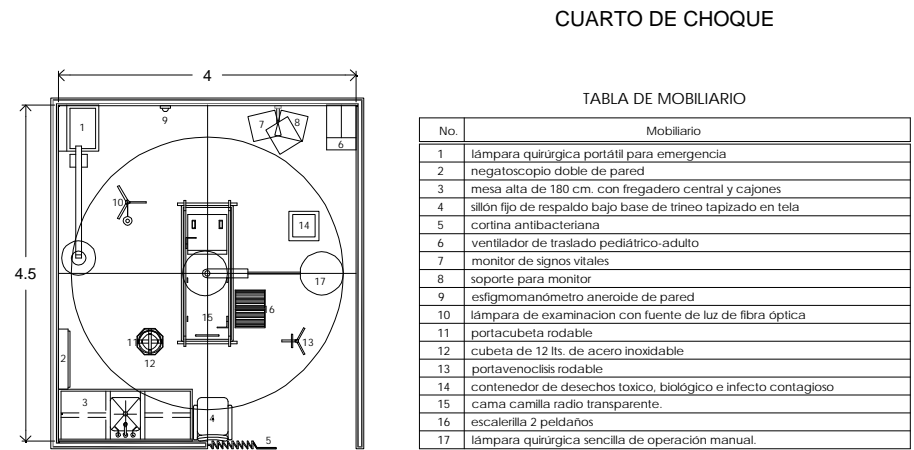 CUARTO DE CHOQUE
4
TABLA DE MOBILIARIO
No. Mobiliario
1 lámpara quirúrgica portátil para emergencia
2 negatoscopio doble de pared
3 mesa alta de 180 cm. con fregadero central y cajones
4 sillón fijo de respaldo bajo base de trineo tapizado en tela
5 cortina antibacteriana
6 ventilador de traslado pediátrico-adulto
7 monitor de signos vitales
8 soporte para monitor
9 esfigmomanómetro aneroide de pared
10 lámpara de examinacion con fuente de luz de fibra óptica
11 portacubeta rodable
12 cubeta de 12 lts. de acero inoxidable
13 portavenoclisis rodable
14 contenedor de desechos toxico, biológico e infecto contagioso
15 cama camilla radio transparente.
16 escalerilla 2 peldaños
17 lámpara quirúrgica sencilla de operación manual.
1
9
7
8
6
10
14
4.5
17
15
16
11
12
13
2
3
4
5